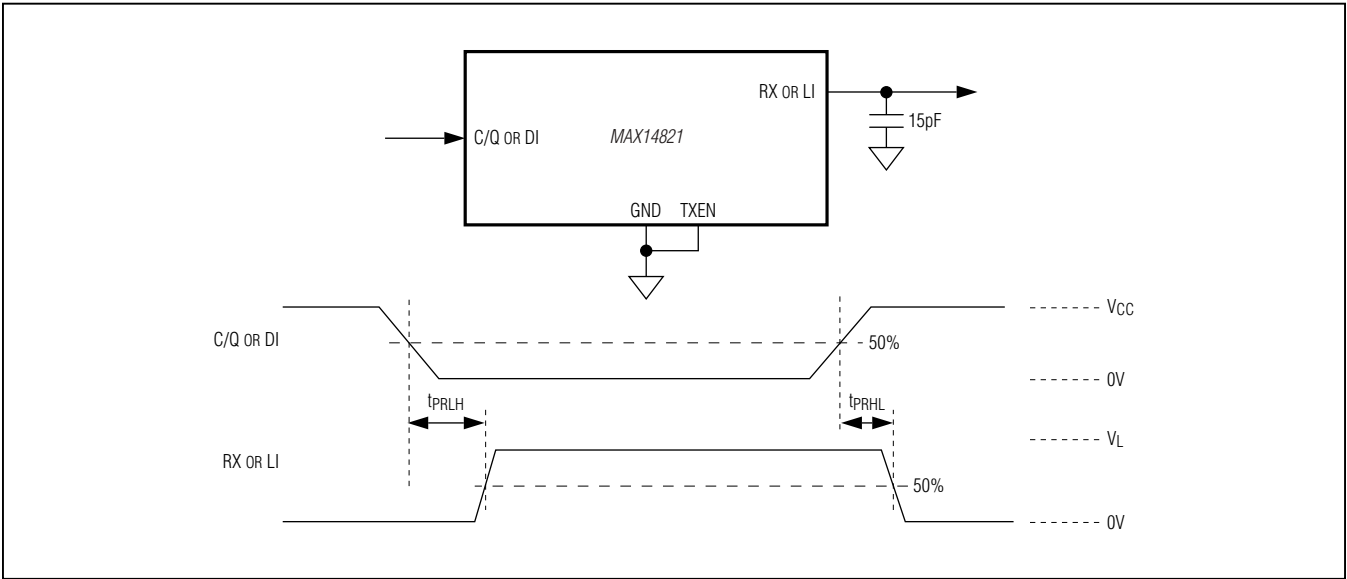 RX OR LI
15pF
C/Q OR DI
MAX14821
GND TXEN
VCC
C/Q OR DI
50%
0V
tPRLH
tPRHL
VL
RX OR LI
50%
0V